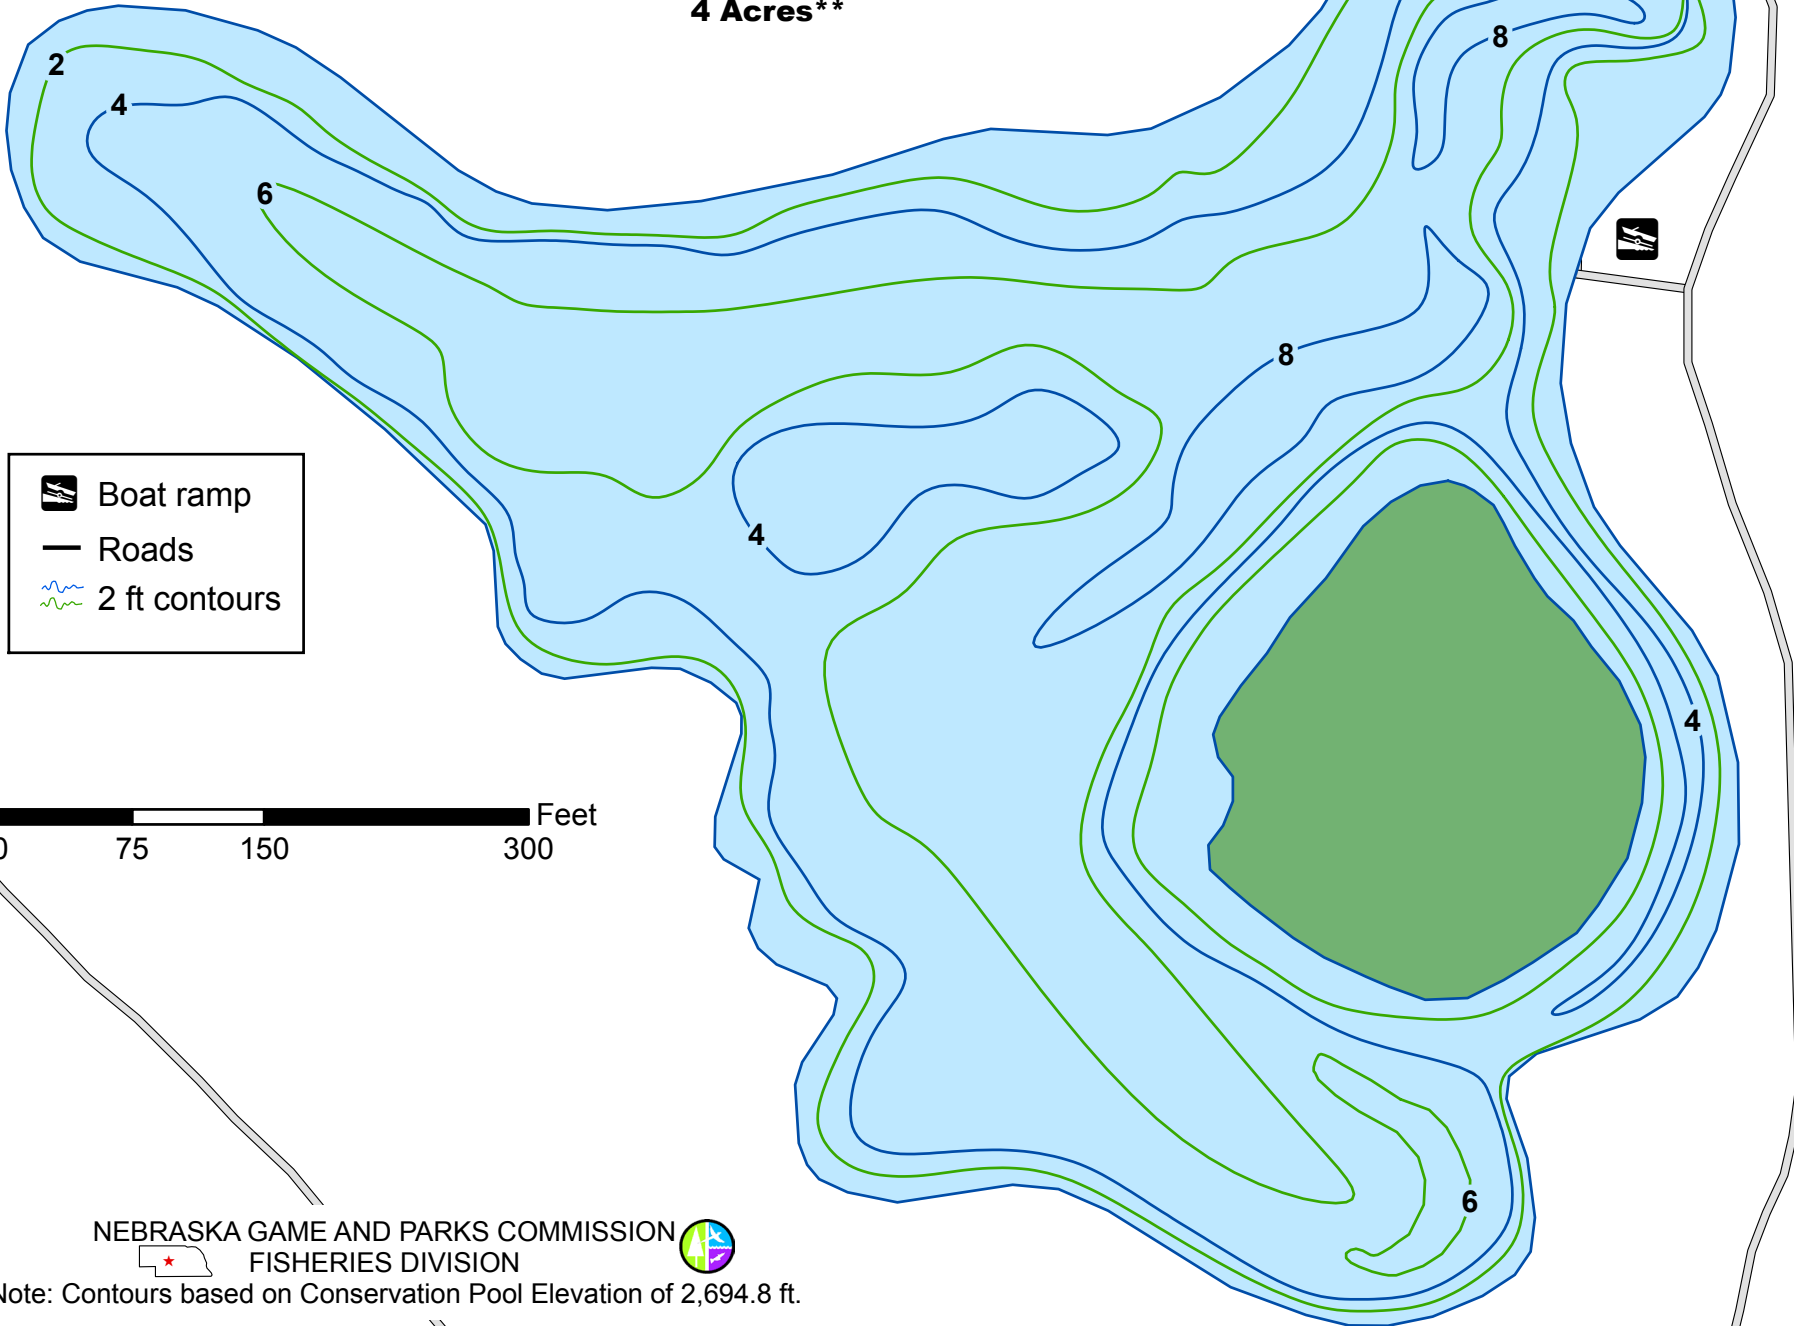 4 Acres**
8
2
4
6
8
4
4
6
Boat ramp
Roads
2 ft contours
Feet
0 75 150 300
NEBRASKA GAME AND PARKS COMMISSION
FISHERIES DIVISION
Note: Contours based on Conservation Pool Elevation of 2,694.8 ft.